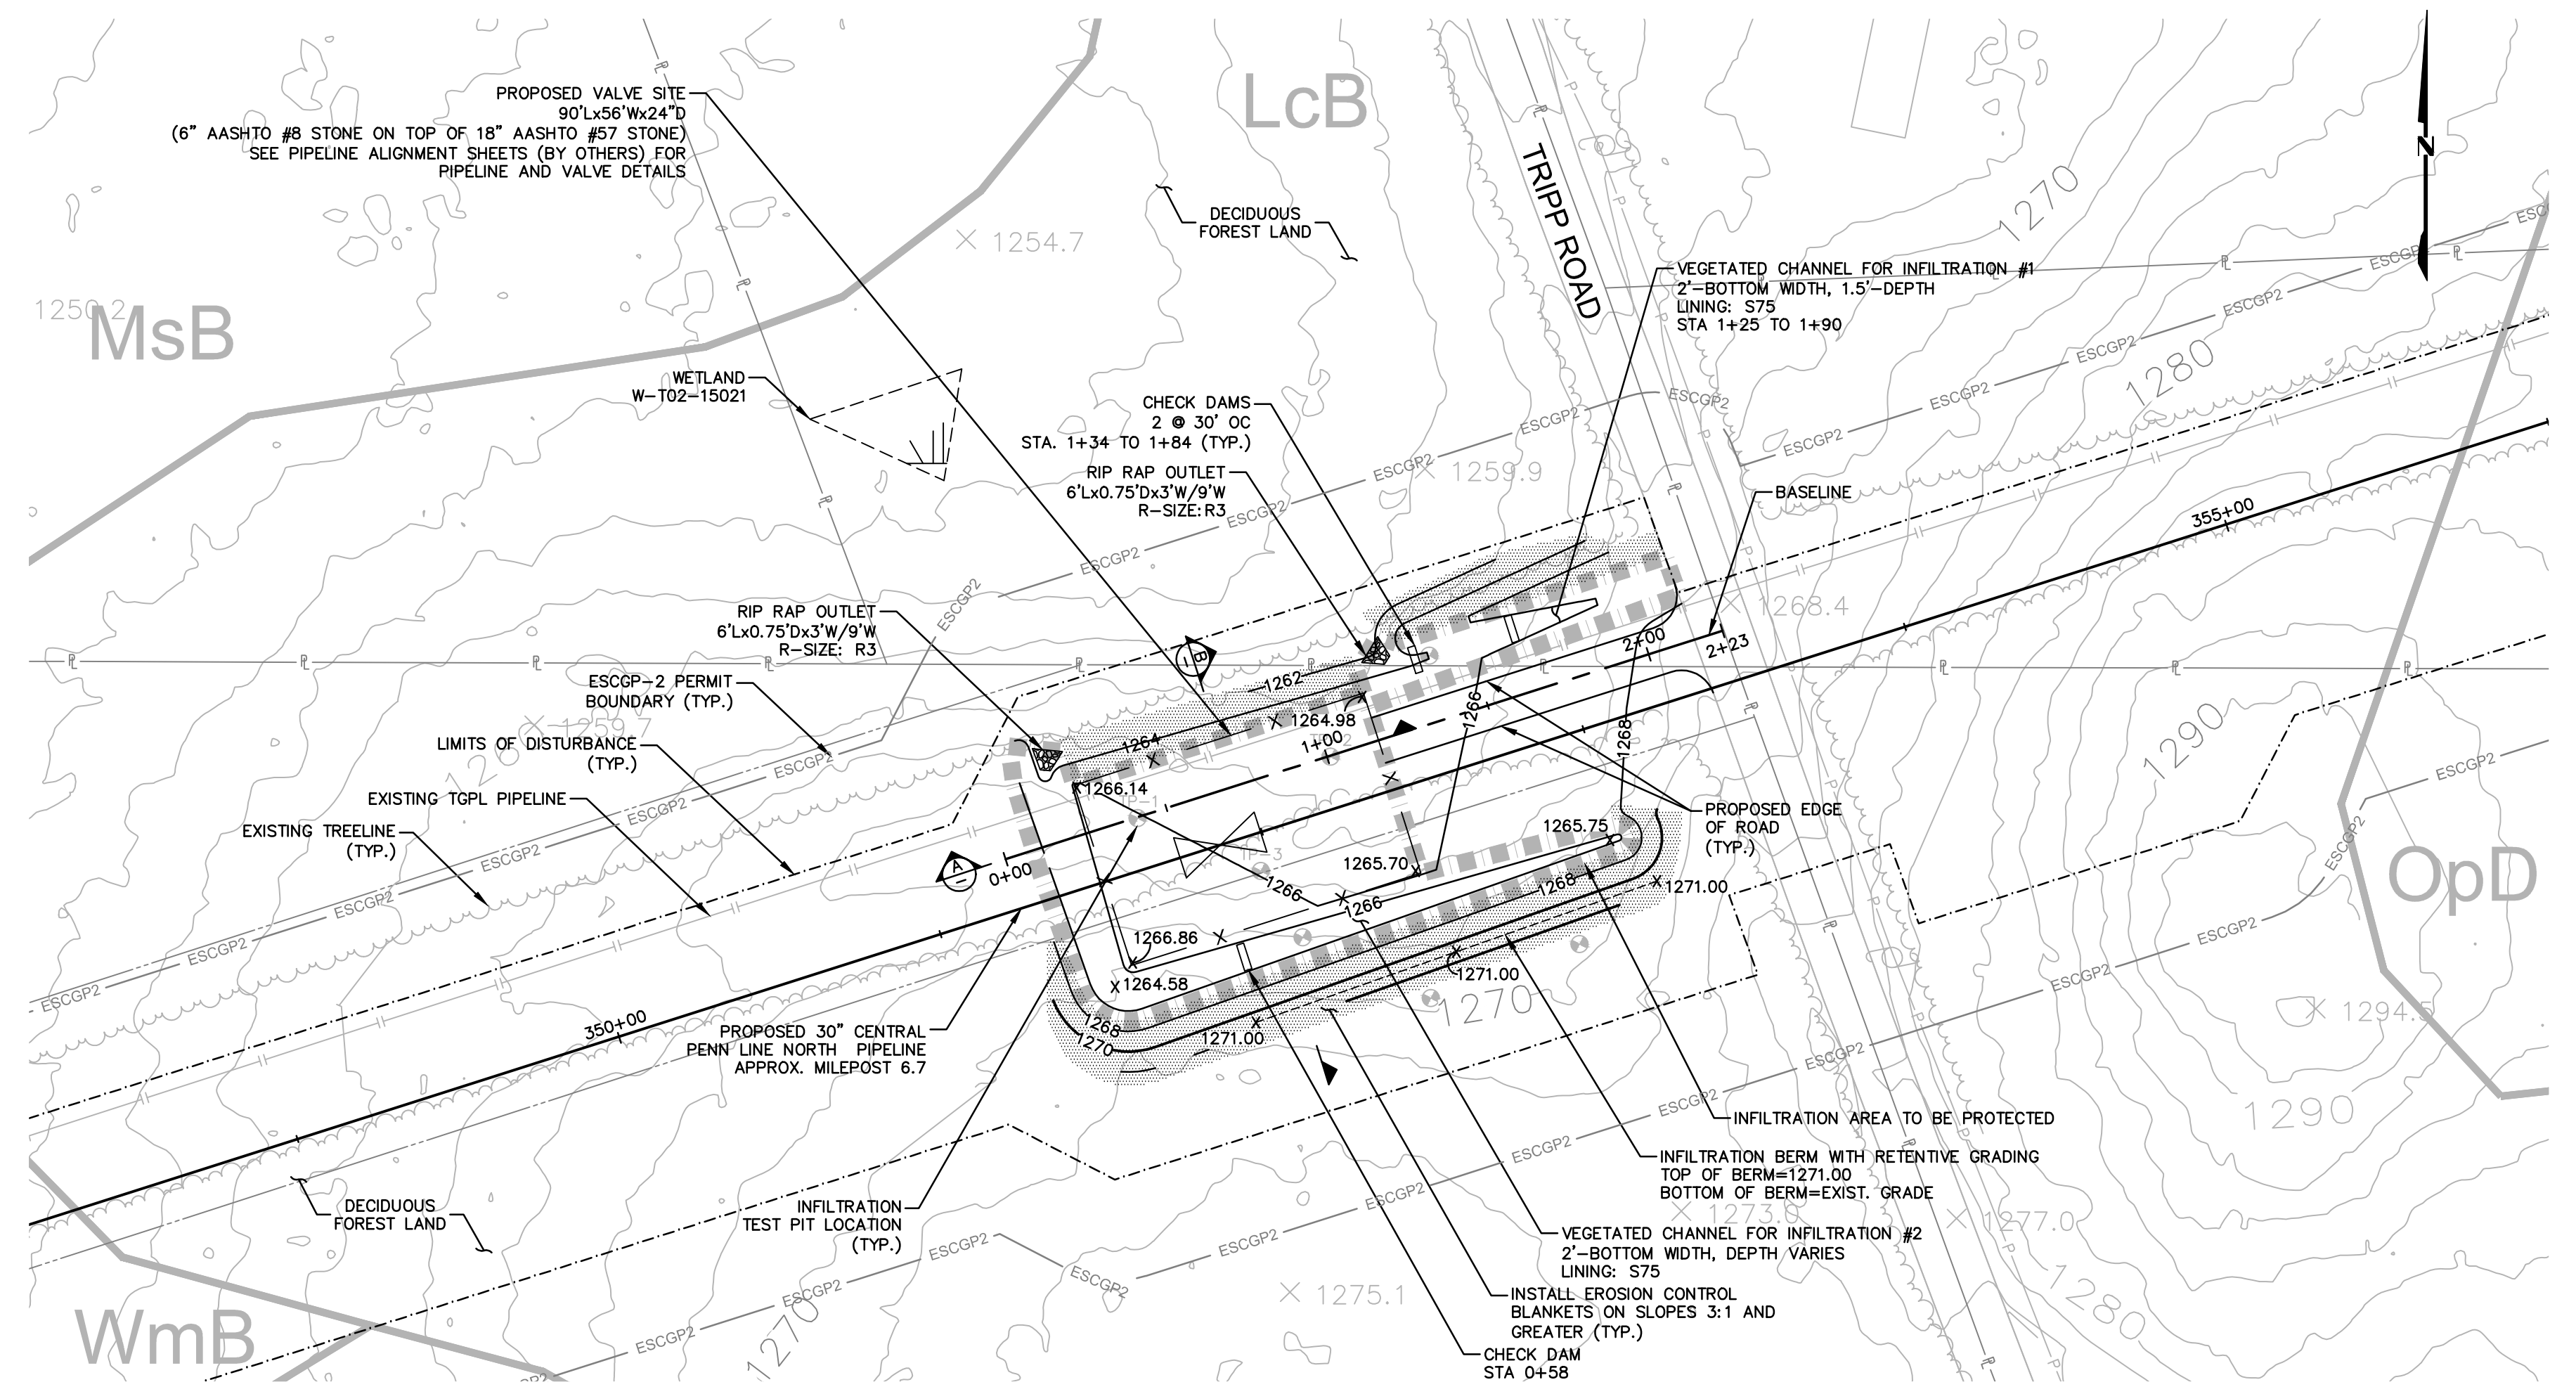 PROPOSED VALVE SITE
90'Lx56'Wx24"D
(6" AASHTO #8 STONE ON TOP OF 18" AASHTO #57 STONE)
SEE PIPELINE ALIGNMENT SHEETS (BY OTHERS) FOR
PIPELINE AND VALVE DETAILS
LcB
TRIPP ROAD
N
1270
DECIDUOUS
FOREST LAND
1254.7
VEGETATED CHANNEL FOR INFILTRATION #1
2'-BOTTOM WIDTH, 1.5'-DEPTH
LINING: S75
STA 1+25 TO 1+90
1250.2
MsB
WETLAND
W-T02-15021
1280
CHECK DAMS
2 @ 30' OC
STA. 1+34 TO 1+84 (TYP.)
RIP RAP OUTLET
6'Lx0.75'Dx3'W/9'W
R-SIZE:R3
1259.9
BASELINE
355+00
ESCGP2
RIP RAP OUTLET
6'Lx0.75'Dx3'W/9'W
R-SIZE: R3
1268.4
2+00
2+23
ESCGP-2 PERMIT
BOUNDARY (TYP.)
1262
1264.98
1266
1268
1+00
1264
1259.7
1260
LIMITS OF DISTURBANCE
(TYP.)
1290
EXISTING TGPL PIPELINE
1266.14
TP-1
TP-2
TP-3
EXISTING TREELINE
(TYP.)
PROPOSED EDGE
OF ROAD
(TYP.)
1265.75
1265.70
A
B
0+00
1266
1268
1271.00
OpD
1266
1266.86
1264.58
1271.00
1270
1294.5
350+00
1268
1270
1271.00
PROPOSED 30" CENTRAL
PENN LINE NORTH PIPELINE
APPROX. MILEPOST 6.7
1290
INFILTRATION AREA TO BE PROTECTED
INFILTRATION BERM WITH RETENTIVE GRADING
TOP OF BERM=1271.00
BOTTOM OF BERM=EXIST. GRADE
1273.0
1277.0
DECIDUOUS
FOREST LAND
INFILTRATION
TEST PIT LOCATION
(TYP.)
VEGETATED CHANNEL FOR INFILTRATION #2
2'-BOTTOM WIDTH, DEPTH VARIES
LINING: S75
1275.1
INSTALL EROSION CONTROL
BLANKETS ON SLOPES 3:1 AND
GREATER (TYP.)
1280
WmB
1270
CHECK DAM
STA 0+58